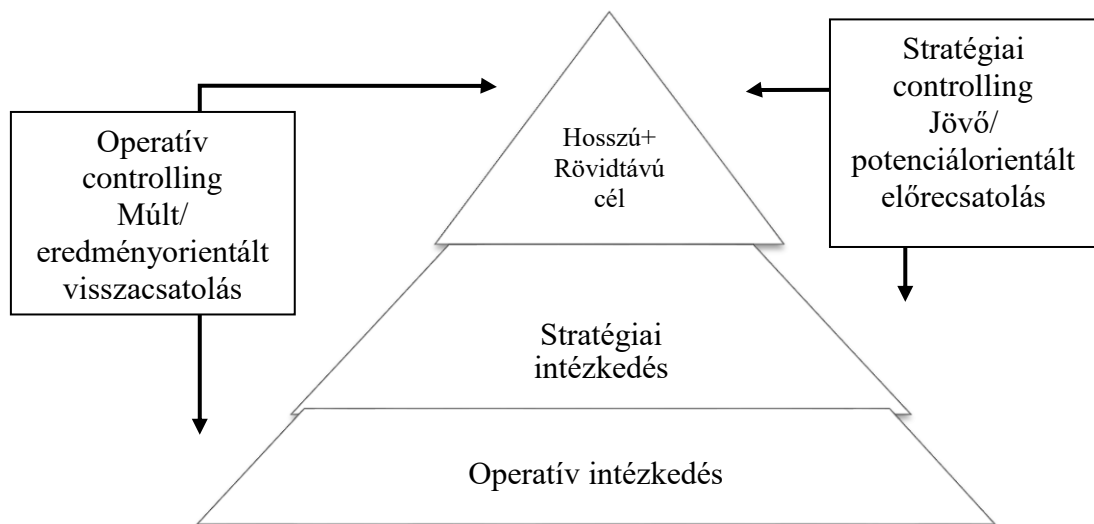 Operatív
controlling
Múlt/
eredményorientált
visszacsatolás
Hosszú+
Rövidtávú
cél
Stratégiai
controlling
Jövő/
potenciálorientált
előrecsatolás
Stratégiai
intézkedés
Operatív intézkedés